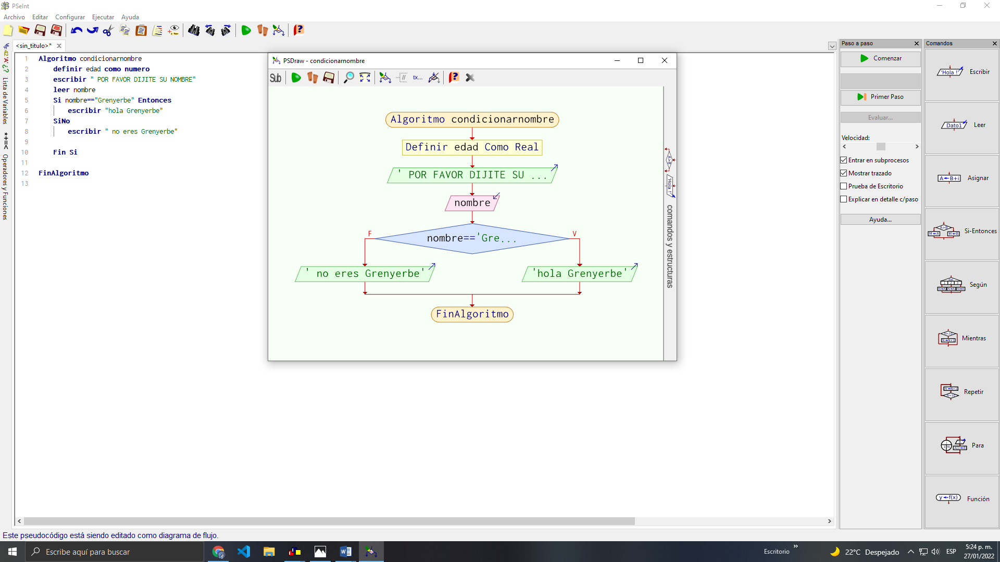 PSeInt
Archivo Editar Configurar Ejecutar Ayuda
<sin_titulo>*
Lista de Variables
Operadores y Funciones
1 Algoritmo condicionarnombre
2 definir edad como numero
3 escribir " POR FAVOR DIJITE SU NOMBRE"
4 leer nombre
5 Si nombre=="Grenyerbe" Entonces
6 escribir "hola Grenyerbe"
7 SiNo
8 escribir " no eres Grenyerbe"
9
10 Fin Si
11
12 FinAlgoritmo
13
PSDraw - condicionarnombre
Sub
tx...
Algoritmo condicionarnombre
Definir edad Como Real
' POR FAVOR DIJITE SU ...
nombre
F
nombre=='Gre...
V
' no eres Grenyerbe'
'hola Grenyerbe'
FinAlgoritmo
A>B
'Hola !'
comandos y estructuras
Paso a paso
Comenzar
Primer Paso
Evaluar...
Velocidad:
Entrar en subprocesos
Mostrar trazado
Prueba de Escritorio
Explicar en detalle c/paso
Ayuda...
Comandos
'Hola !' Escribir
Dato1 Leer
A←B+i Asignar
Si-Entonces
Según
Mientras
Repetir
Para
y←f(x) Función
Este pseudocódigo está siendo editado como diagrama de flujo.
Escribe aquí para buscar
Escritorio
22°C Despejado
ESP
5:24 p. m.
27/01/2022